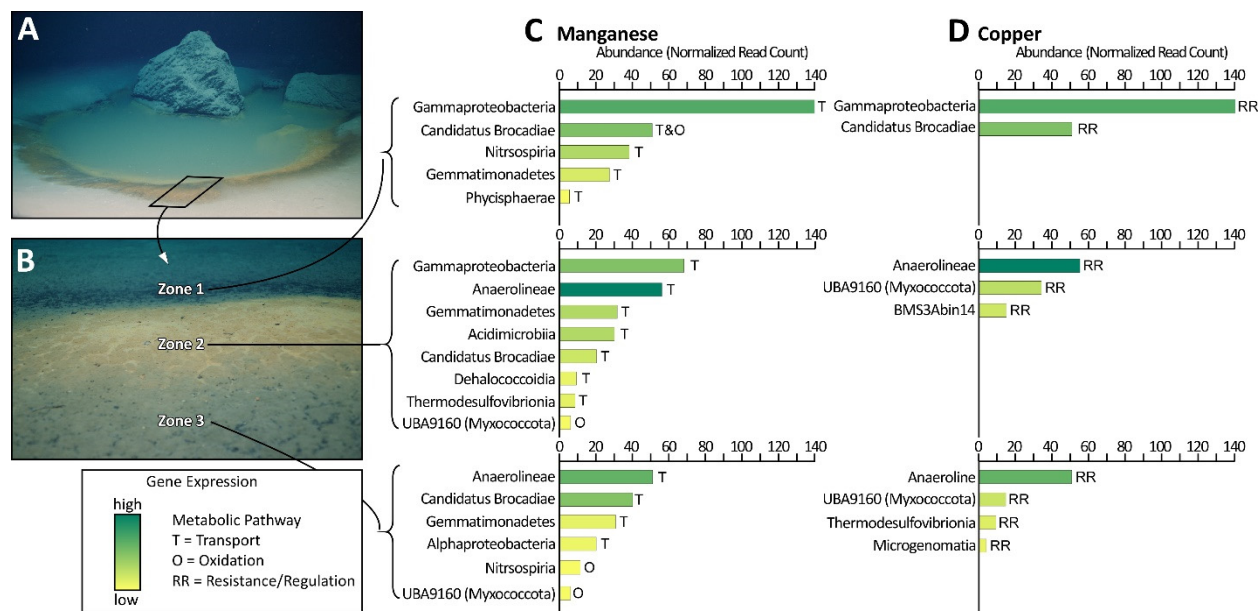 A
B
Zone 1
Zone 2
Zone 3
Gene Expression
high
low
Metabolic Pathway
T = Transport
O = Oxidation
RR = Resistance/Regulation
C Manganese
Abundance (Normalized Read Count)
0 20 40 60 80 100 120 140
Gammaproteobacteria T
Candidatus Brocadiae T&O
Nitrsospiria T
Gemmatimonadetes T
Phycisphaerae T
0 20 40 60 80 100 120 140
Gammaproteobacteria T
Anaerolineae T
Gemmatimonadetes T
Acidimicrobiia T
Candidatus Brocadiae T
Dehalococcoidia T
Thermodesulfovibrionia T
UBA9160 (Myxococcota) O
0 20 40 60 80 100 120 140
Anaerolineae T
Candidatus Brocadiae T
Gemmatimonadetes T
Alphaproteobacteria T
Nitrsospiria O
UBA9160 (Myxococcota) O
D Copper
Abundance (Normalized Read Count)
0 20 40 60 80 100 120 140
Gammaproteobacteria RR
Candidatus Brocadiae RR
0 20 40 60 80 100 120 140
Anaerolineae RR
UBA9160 (Myxococcota) RR
BMS3Abin14 RR
0 20 40 60 80 100 120 140
Anaeroline RR
UBA9160 (Myxococcota) RR
Thermodesulfovibrionia RR
Microgenomatia RR